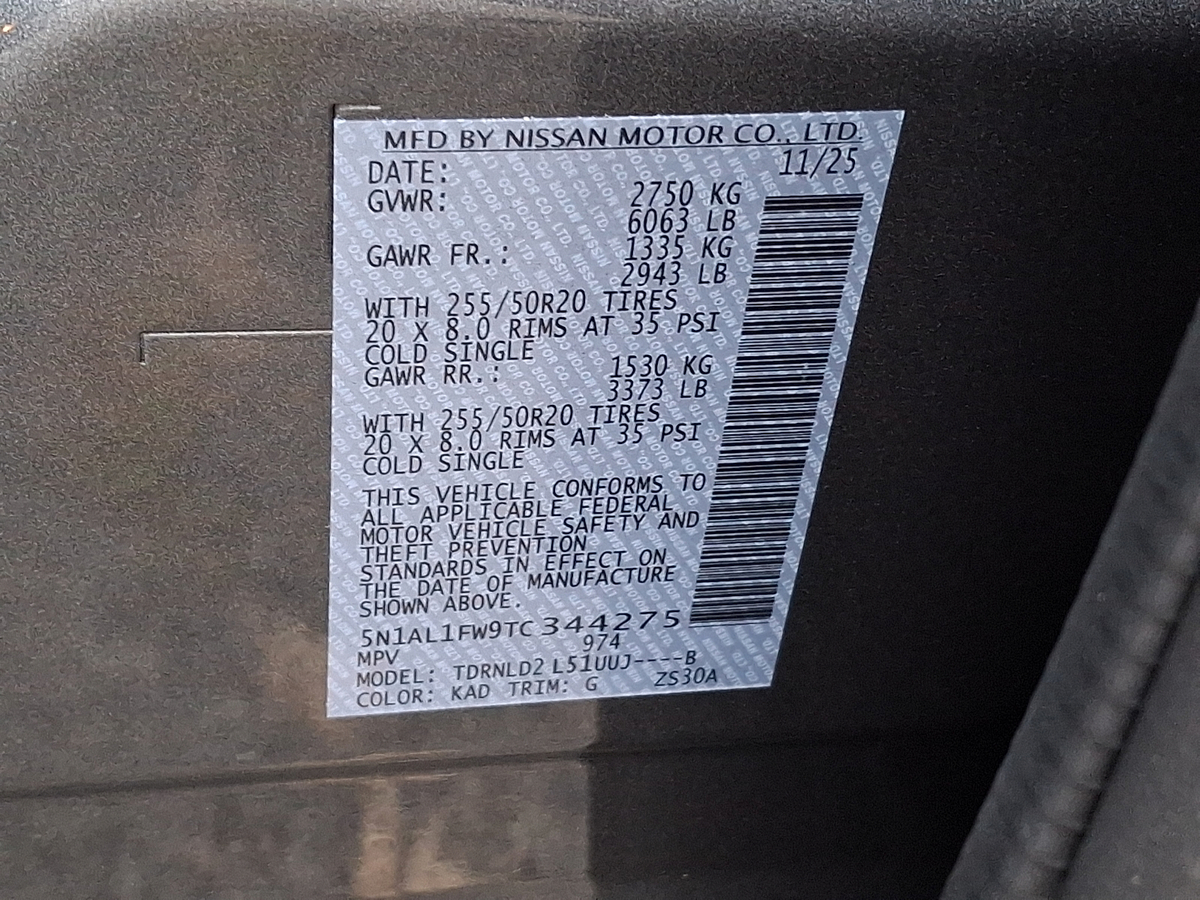 MFD BY NISSAN MOTOR CO., LTD.
DATE: 11/25
GVWR: 2750 KG
6063 LB
GAWR FR.: 1335 KG
2943 LB
WITH 255/50R20 TIRES
20 X 8.0 RIMS AT 35 PSI
COLD SINGLE
GAWR RR.: 1530 KG
3373 LB
WITH 255/50R20 TIRES
20 X 8.0 RIMS AT 35 PSI
COLD SINGLE
THIS VEHICLE CONFORMS TO
ALL APPLICABLE FEDERAL
MOTOR VEHICLE SAFETY AND
THEFT PREVENTION
STANDARDS IN EFFECT ON
THE DATE OF MANUFACTURE
SHOWN ABOVE.
5N1AL1FW9TC344275
MPV 974
MODEL: TDRNLD2 L51UUJ----B
COLOR: KAD TRIM: G ZS30A